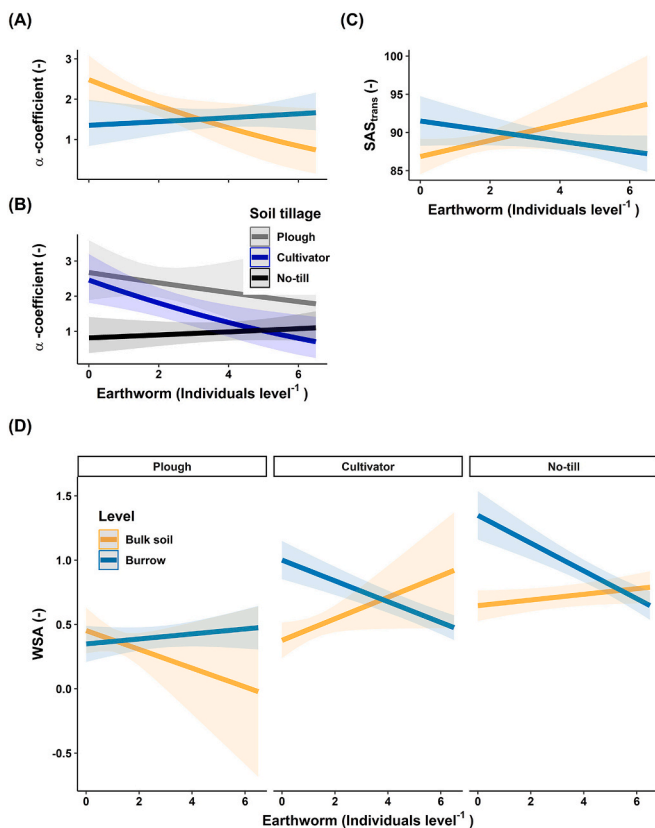 (A)
α -coefficient (-)
3
2
1
(B)
α -coefficient (-)
3
2
1
0
2
4
6
Earthworm (Individuals level⁻¹)
Soil tillage
Plough
Cultivator
No-till
(C)
SAS_trans (-)
100
95
90
85
0
2
4
6
Earthworm (Individuals level⁻¹)
(D)
Plough
Cultivator
No-till
WSA (-)
1.5
1.0
0.5
0.0
-0.5
Level
Bulk soil
Burrow
0
2
4
6
0
2
4
6
0
2
4
6
Earthworm (Individuals level⁻¹)